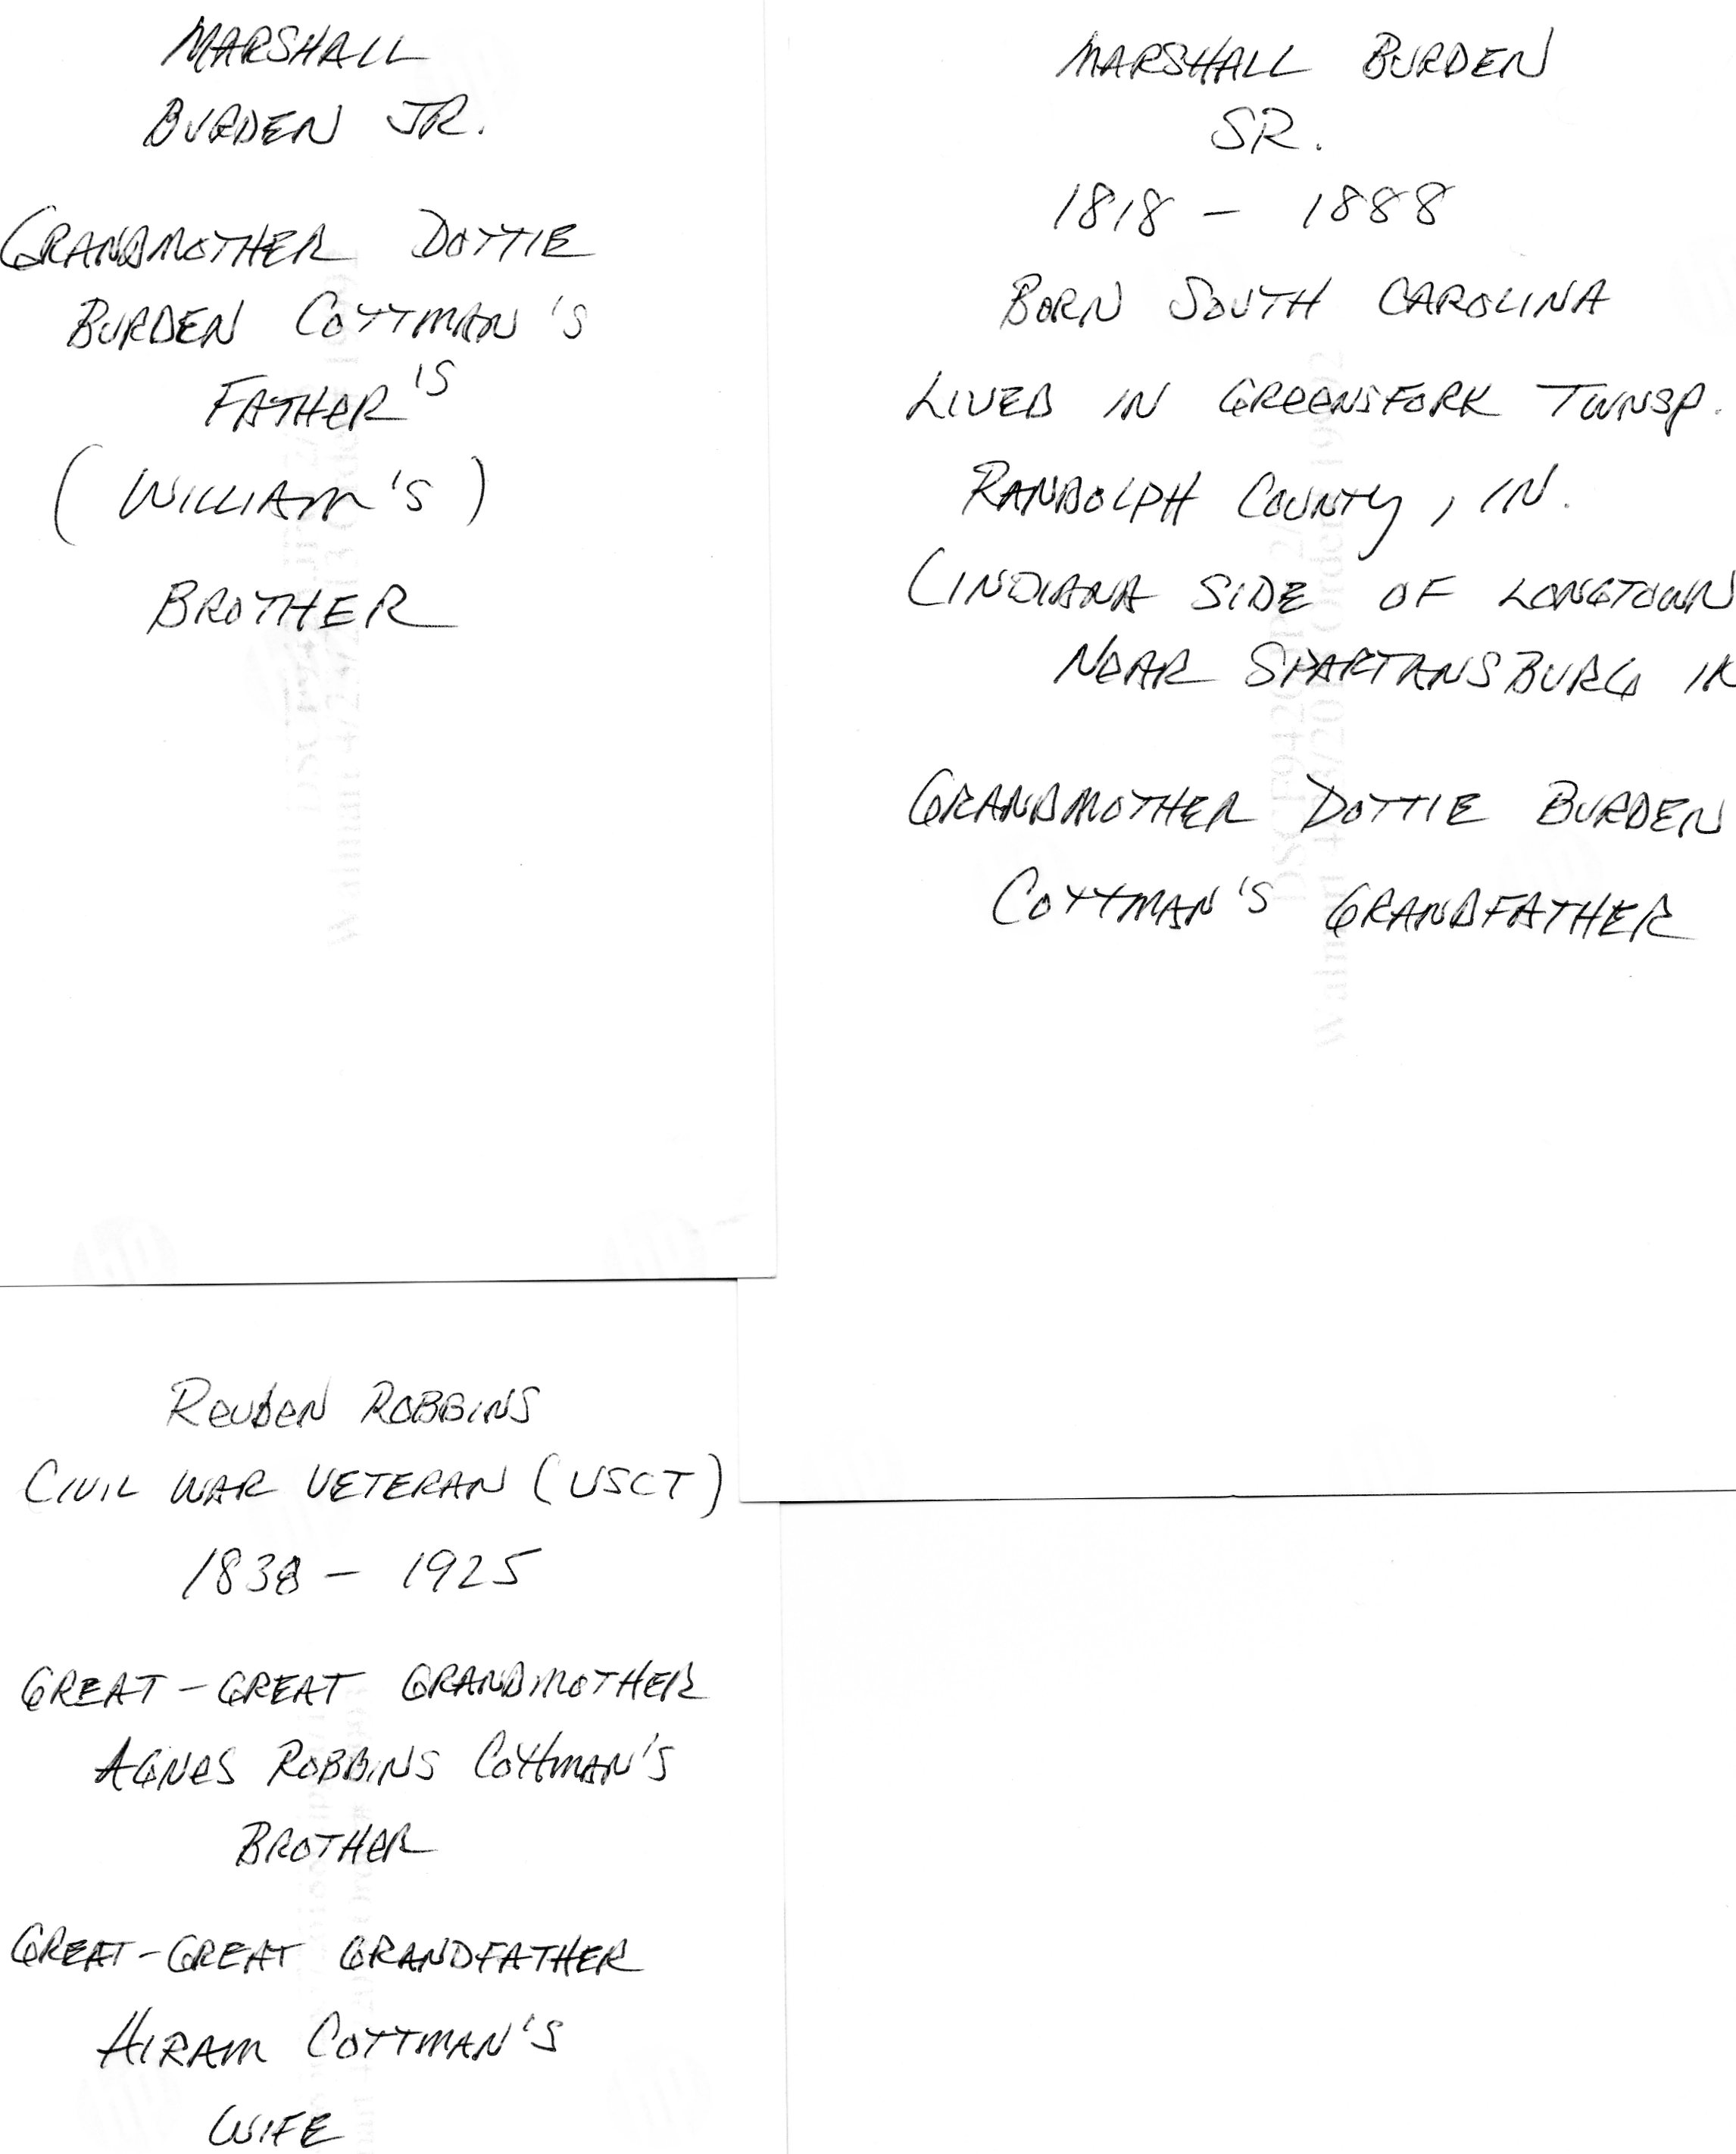 MARSHALL
BURDEN JR.
GRANDMOTHER DOTTIE
BURDEN COTTMAN'S
FATHER'S
(WILLIAM'S)
BROTHER
MARSHALL BURDEN
SR.
1818 - 1888
BORN SOUTH CAROLINA
LIVED IN GREENSFORK TWNSP.
RANDOLPH COUNTY, IN.
(INDIANA SIDE OF LONGTOWN
NEAR SPARTANSBURG IN
GRANDMOTHER DOTTIE BURDEN
COTTMAN'S GRANDFATHER
REUBEN ROBBINS
CIVIL WAR VETERAN (USCT)
1838 - 1925
GREAT-GREAT GRANDMOTHER
AGNES ROBBINS COTTMAN'S
BROTHER
GREAT-GREAT GRANDFATHER
HIRAM COTTMAN'S
WIFE